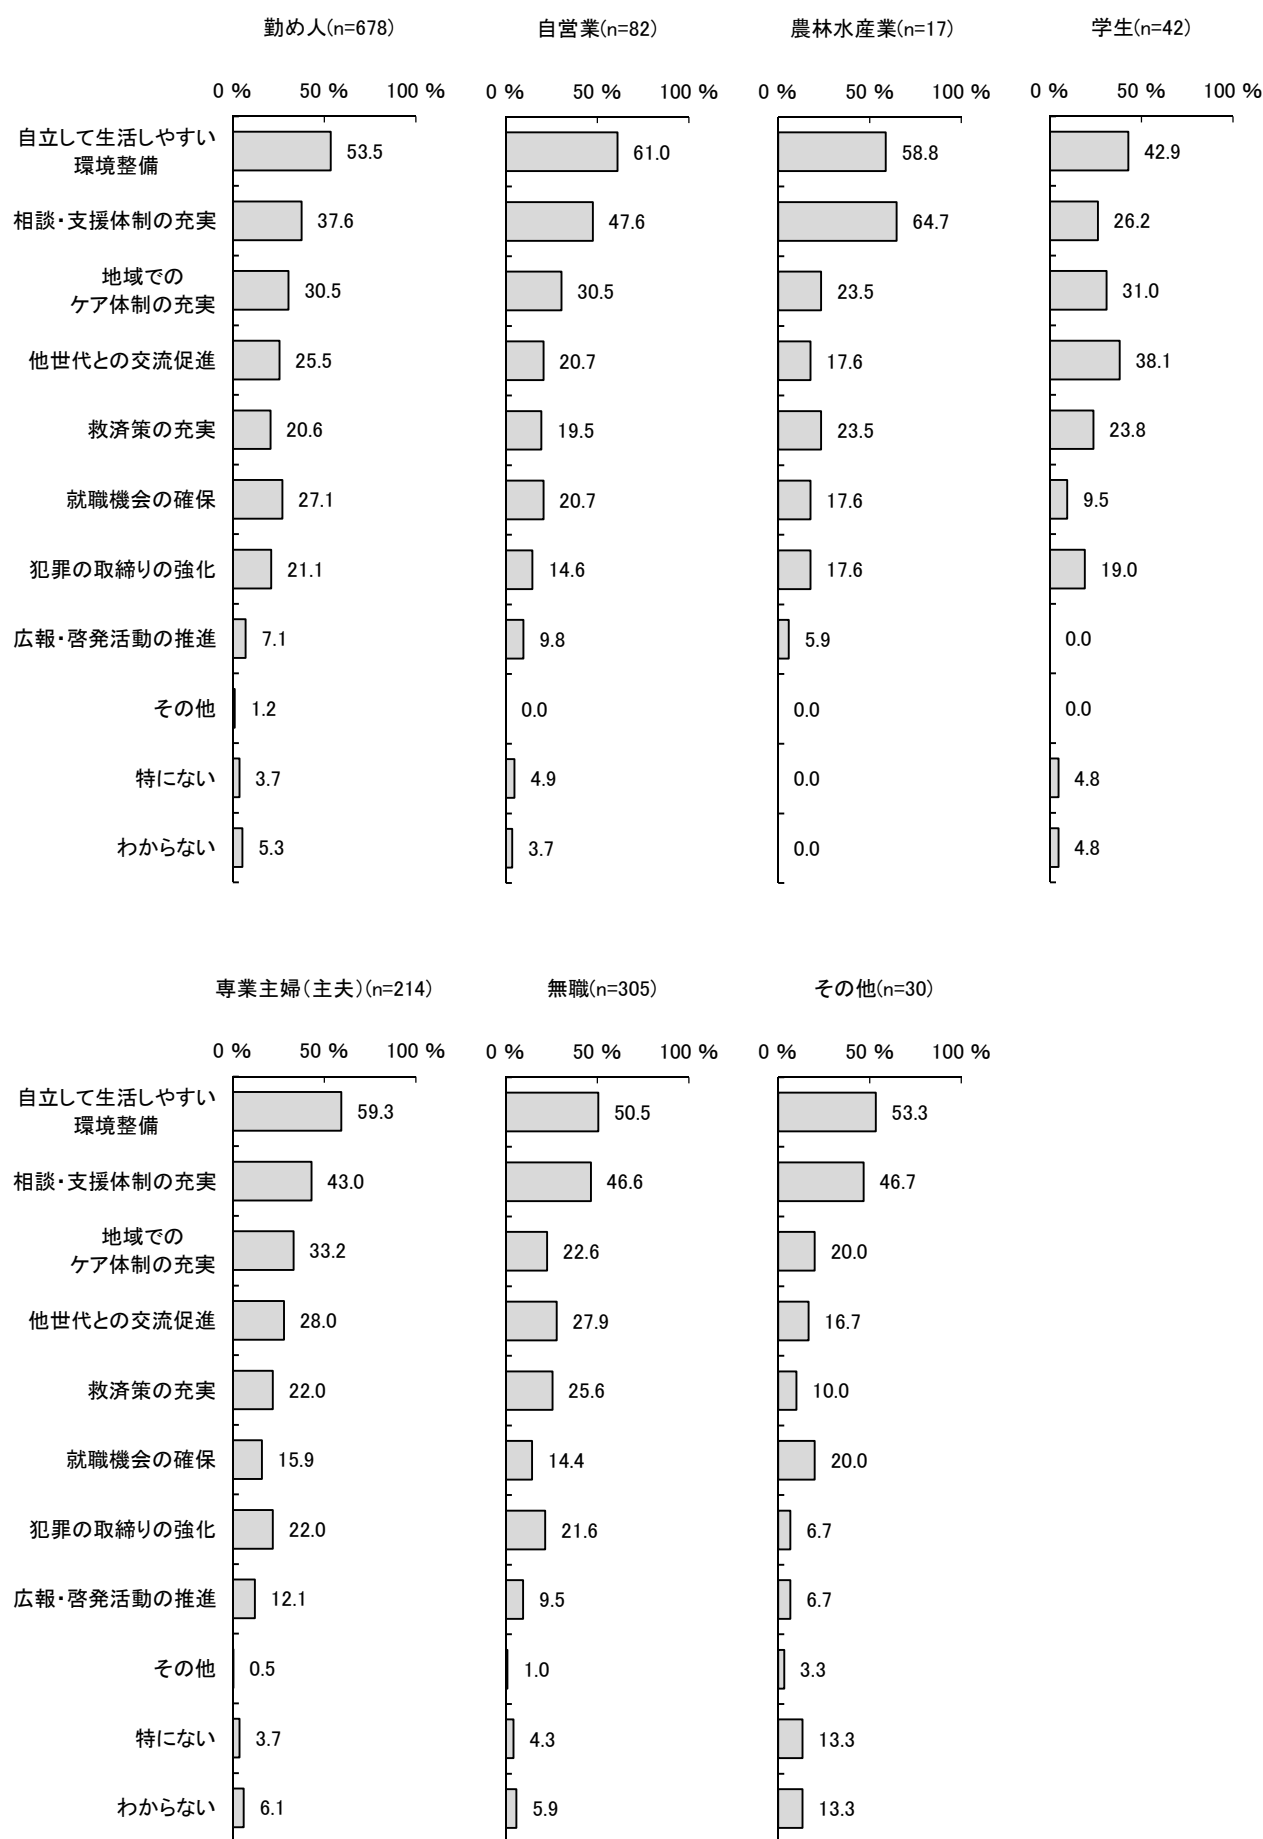 勤め人(n=678) 自営業(n=82) 農林水産業(n=17) 学生(n=42)
0 % 50 % 100 % 0 % 50 % 100 % 0 % 50 % 100 % 0 % 50 % 100 %
自立して生活しやすい
環境整備 53.5 61.0 58.8 42.9
相談・支援体制の充実 37.6 47.6 64.7 26.2
地域での
ケア体制の充実 30.5 30.5 23.5 31.0
他世代との交流促進 25.5 20.7 17.6 38.1
救済策の充実 20.6 19.5 23.5 23.8
就職機会の確保 27.1 20.7 17.6 9.5
犯罪の取締りの強化 21.1 14.6 17.6 19.0
広報・啓発活動の推進 7.1 9.8 5.9 0.0
その他 1.2 0.0 0.0 0.0
特にない 3.7 4.9 0.0 4.8
わからない 5.3 3.7 0.0 4.8
専業主婦(主夫)(n=214) 無職(n=305) その他(n=30)
0 % 50 % 100 % 0 % 50 % 100 % 0 % 50 % 100 %
自立して生活しやすい
環境整備 59.3 50.5 53.3
相談・支援体制の充実 43.0 46.6 46.7
地域での
ケア体制の充実 33.2 22.6 20.0
他世代との交流促進 28.0 27.9 16.7
救済策の充実 22.0 25.6 10.0
就職機会の確保 15.9 14.4 20.0
犯罪の取締りの強化 22.0 21.6 6.7
広報・啓発活動の推進 12.1 9.5 6.7
その他 0.5 1.0 3.3
特にない 3.7 4.3 13.3
わからない 6.1 5.9 13.3